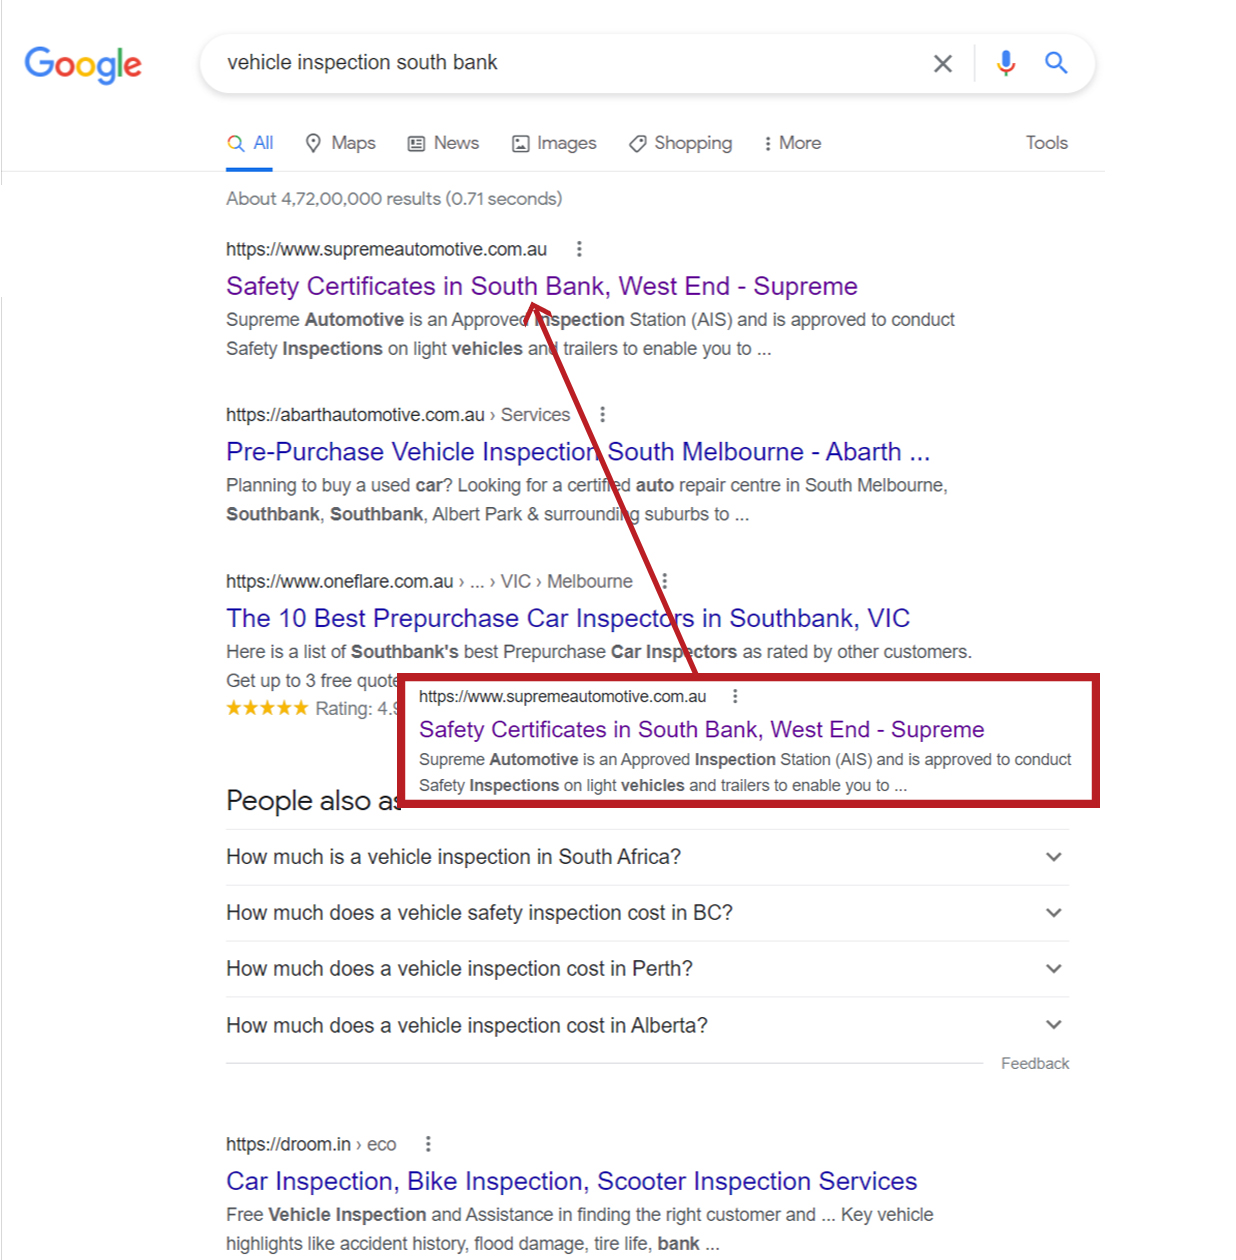 Google
vehicle inspection south bank
All Maps News Images Shopping More Tools
About 4,72,00,000 results (0.71 seconds)
https://www.supremeautomotive.com.au
Safety Certificates in South Bank, West End - Supreme
Supreme Automotive is an Approved Inspection Station (AIS) and is approved to conduct
Safety Inspections on light vehicles and trailers to enable you to ...
https://abarthautomotive.com.au › Services
Pre-Purchase Vehicle Inspection South Melbourne - Abarth ...
Planning to buy a used car? Looking for a certified auto repair centre in South Melbourne,
Southbank, Southbank, Albert Park & surrounding suburbs to ...
https://www.oneflare.com.au › ... › VIC › Melbourne
The 10 Best Prepurchase Car Inspectors in Southbank, VIC
Here is a list of Southbank's best Prepurchase Car Inspectors as rated by other customers.
Get up to 3 free quote
Rating: 4.9
https://www.supremeautomotive.com.au
Safety Certificates in South Bank, West End - Supreme
Supreme Automotive is an Approved Inspection Station (AIS) and is approved to conduct
Safety Inspections on light vehicles and trailers to enable you to ...
People also as
How much is a vehicle inspection in South Africa?
How much does a vehicle safety inspection cost in BC?
How much does a vehicle inspection cost in Perth?
How much does a vehicle inspection cost in Alberta?
Feedback
https://droom.in › eco
Car Inspection, Bike Inspection, Scooter Inspection Services
Free Vehicle Inspection and Assistance in finding the right customer and ... Key vehicle
highlights like accident history, flood damage, tire life, bank ...